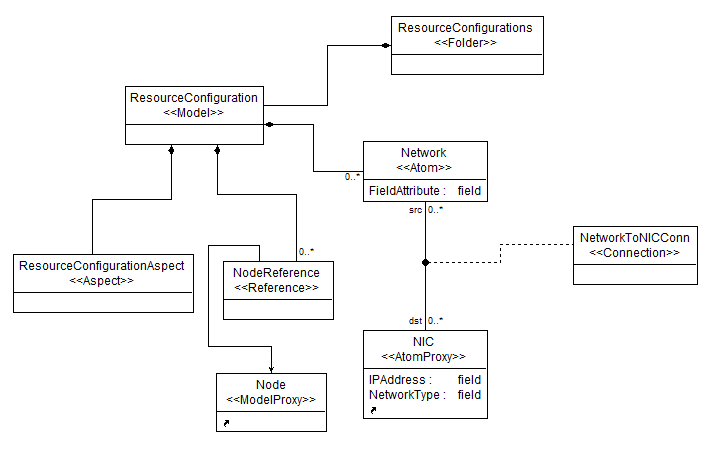 ResourceConfigurations
<<Folder>>
ResourceConfiguration
<<Model>>
Network
<<Atom>>
FieldAttribute : field
0..*
src 0..*
NetworkToNICConn
<<Connection>>
0..*
ResourceConfigurationAspect
<<Aspect>>
NodeReference
<<Reference>>
dst 0..*
NIC
<<AtomProxy>>
IPAddress : field
NetworkType : field
Node
<<ModelProxy>>